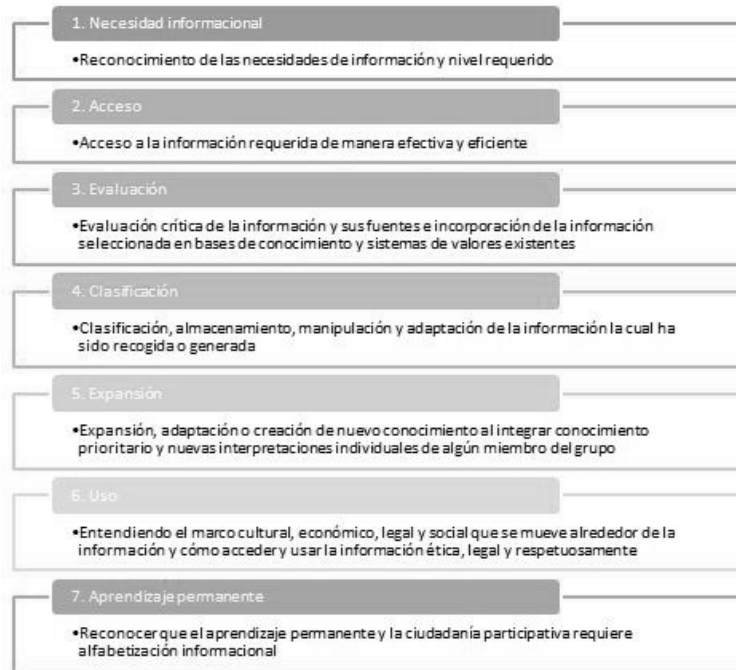 1. Necesidad informacional
•Reconocimiento de las necesidades de información y nivel requerido
2. Acceso
•Acceso a la información requerida de manera efectiva y eficiente
3. Evaluación
•Evaluación crítica de la información y sus fuentes e incorporación de la información
seleccionada en bases de conocimiento y sistemas de valores existentes
4. Clasificación
•Clasificación, almacenamiento, manipulación y adaptación de la información la cual ha
sido recogida o generada
5. Expansión
•Expansión, adaptación o creación de nuevo conocimiento al integrar conocimiento
prioritario y nuevas interpretaciones individuales de algún miembro del grupo
6. Uso
•Entendiendo el marco cultural, económico, legal y social que se mueve alrededor de la
información y cómo acceder y usar la información ética, legal y respetuosamente
7. Aprendizaje permanente
•Reconocer que el aprendizaje permanente y la ciudadanía participativa requiere
alfabetización informacional